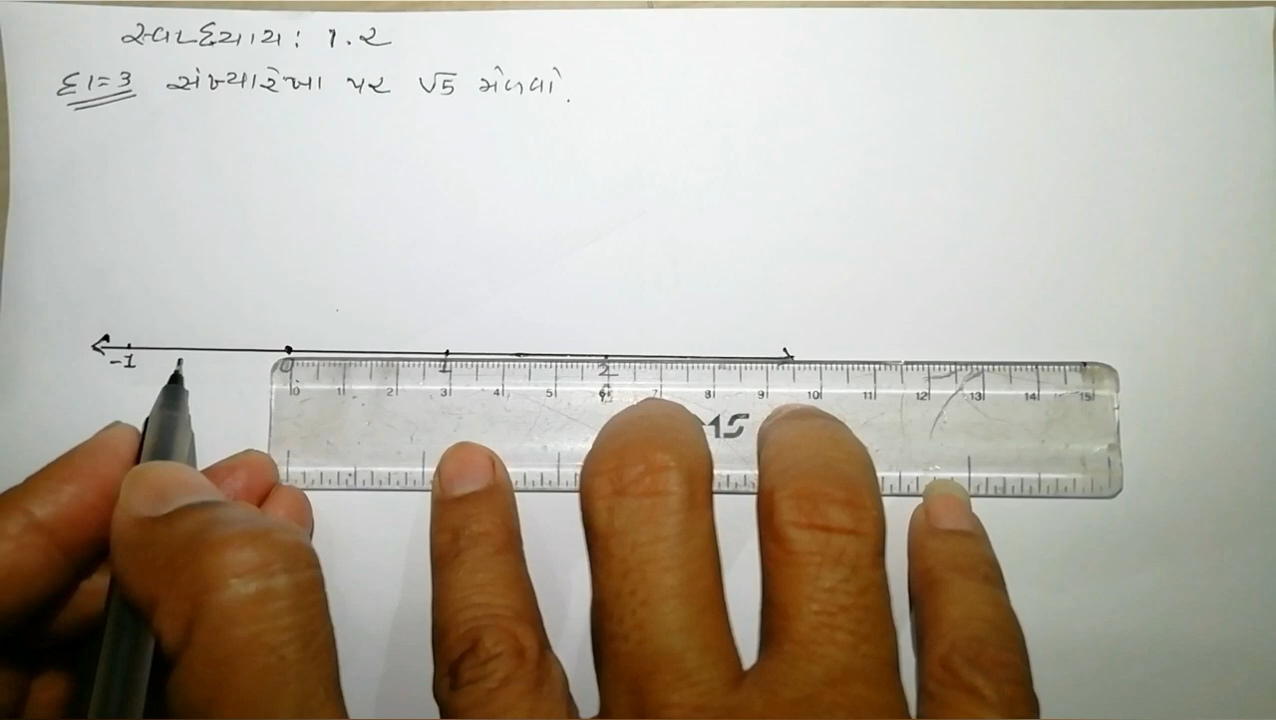 સ્વાધ્યાય : 1.2
દા=3 સંખ્યારેખા પર √5 મેળવો.
-1 0 1 2
0 1 2 3 4 5 6 7 8 9 10 11 12 13 14 15